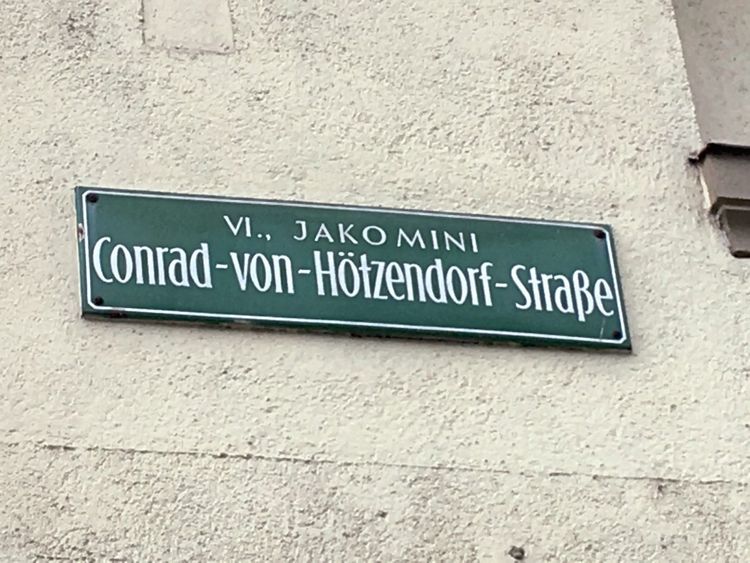 VI., JAKOMINI
Conrad-von-Hötzendorf-Straße